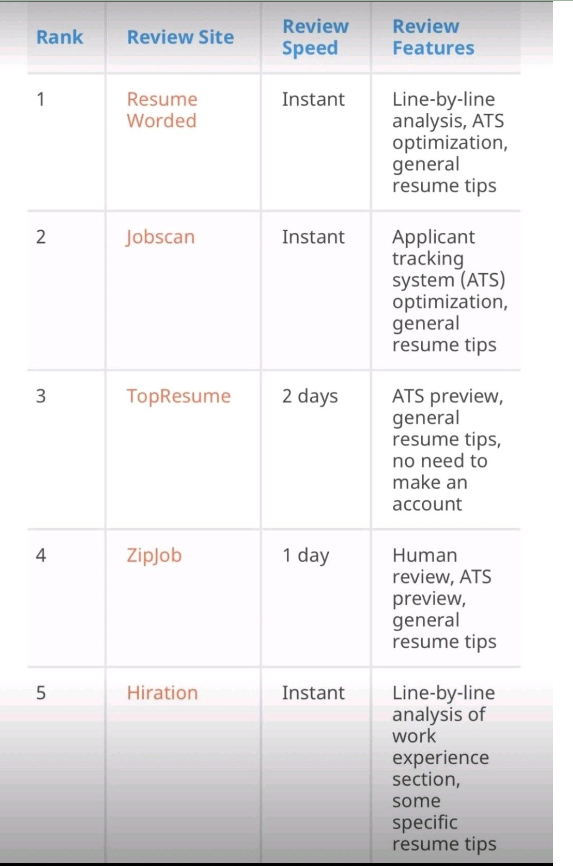 Rank
Review Site
Review
Speed
Review
Features
1
Resume
Worded
Instant
Line-by-line
analysis, ATS
optimization,
general
resume tips
2
Jobscan
Instant
Applicant
tracking
system (ATS)
optimization,
general
resume tips
3
TopResume
2 days
ATS preview,
general
resume tips,
no need to
make an
account
4
ZipJob
1 day
Human
review, ATS
preview,
general
resume tips
5
Hiration
Instant
Line-by-line
analysis of
work
experience
section,
some
specific
resume tips